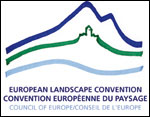 EUROPEAN LANDSCAPE CONVENTION
CONVENTION EUROPÉENNE DU PAYSAGE
COUNCIL OF EUROPE/CONSEIL DE L'EUROPE